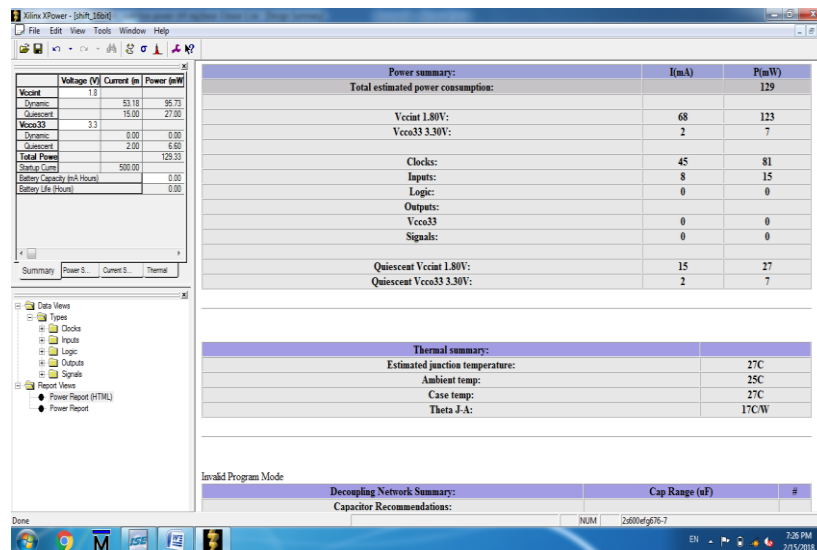 Xilinx XPower - [shift_16bit]
File Edit View Tools Window Help
Voltage (V) Current (m Power (mW
Vccint 1.8
Dynamic 53.18 95.73
Quiescent 15.00 27.00
Vcco33 3.3
Dynamic 0.00 0.00
Quiescent 2.00 6.60
Total Powe 129.33
Startup Curre 500.00
Battery Capacity (mA Hours) 0.00
Battery Life (Hours) 0.00
Summary Power S... Current S... Thermal
Data Views
Types
Clocks
Inputs
Logic
Outputs
Signals
Report Views
Power Report (HTML)
Power Report
Power summary: I(mA) P(mW)
Total estimated power consumption: 129
Vccint 1.80V: 68 123
Vcco33 3.30V: 2 7
Clocks: 45 81
Inputs: 8 15
Logic: 0 0
Outputs:
Vcco33 0 0
Signals: 0 0
Quiescent Vccint 1.80V: 15 27
Quiescent Vcco33 3.30V: 2 7
Thermal summary:
Estimated junction temperature: 27C
Ambient temp: 25C
Case temp: 27C
Theta J-A: 17C/W
Invalid Program Mode
Decoupling Network Summary: Cap Range (uF) #
Capacitor Recommendations:
Done NUM 2s600efg676-7
M ISE EN 7:26 PM
2/15/2018